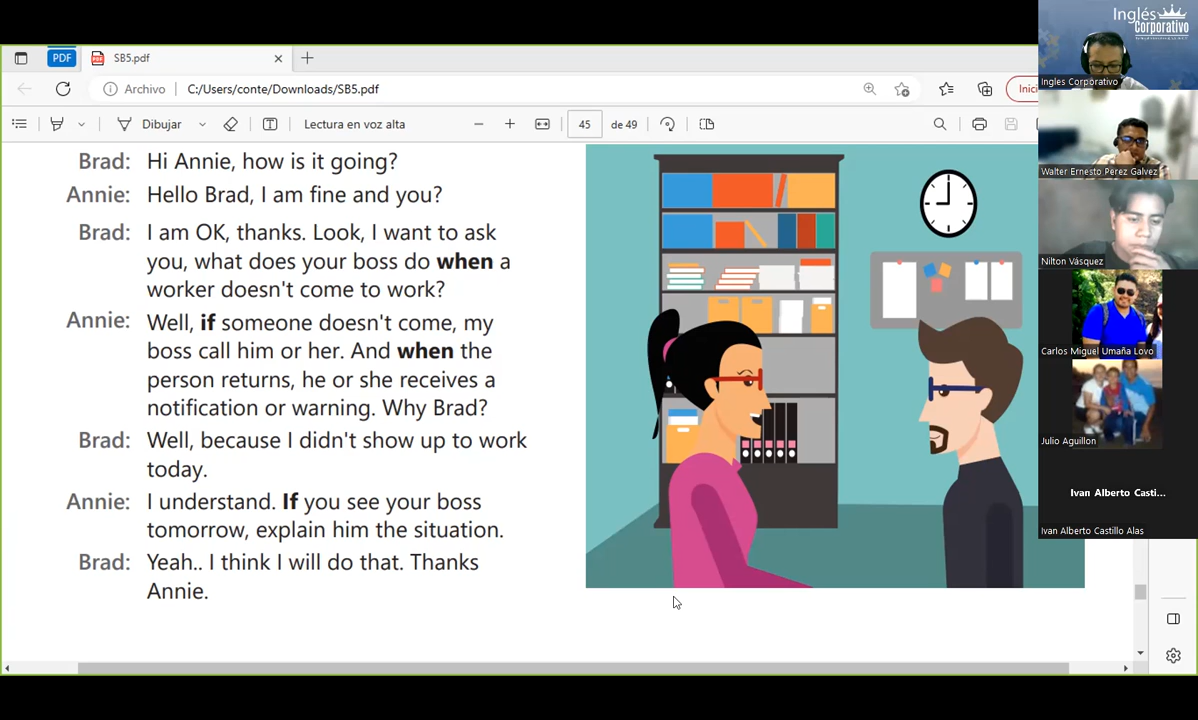 Inglés
Corporativo
PDF
SB5.pdf
Archivo
C:/Users/conte/Downloads/SB5.pdf
Inic
Ingles Corporativo
Dibujar
Lectura en voz alta
45
de 49
Brad: Hi Annie, how is it going?
Annie: Hello Brad, I am fine and you?
Brad: I am OK, thanks. Look, I want to ask
you, what does your boss do when a
worker doesn't come to work?
Annie: Well, if someone doesn't come, my
boss call him or her. And when the
person returns, he or she receives a
notification or warning. Why Brad?
Brad: Well, because I didn't show up to work
today.
Annie: I understand. If you see your boss
tomorrow, explain him the situation.
Brad: Yeah.. I think I will do that. Thanks
Annie.
Walter Ernesto Pérez Galvez
Nilton Vásquez
Carlos Miguel Umaña Lovo
Julio Aguillon
Ivan Alberto Casti...
Ivan Alberto Castillo Alas